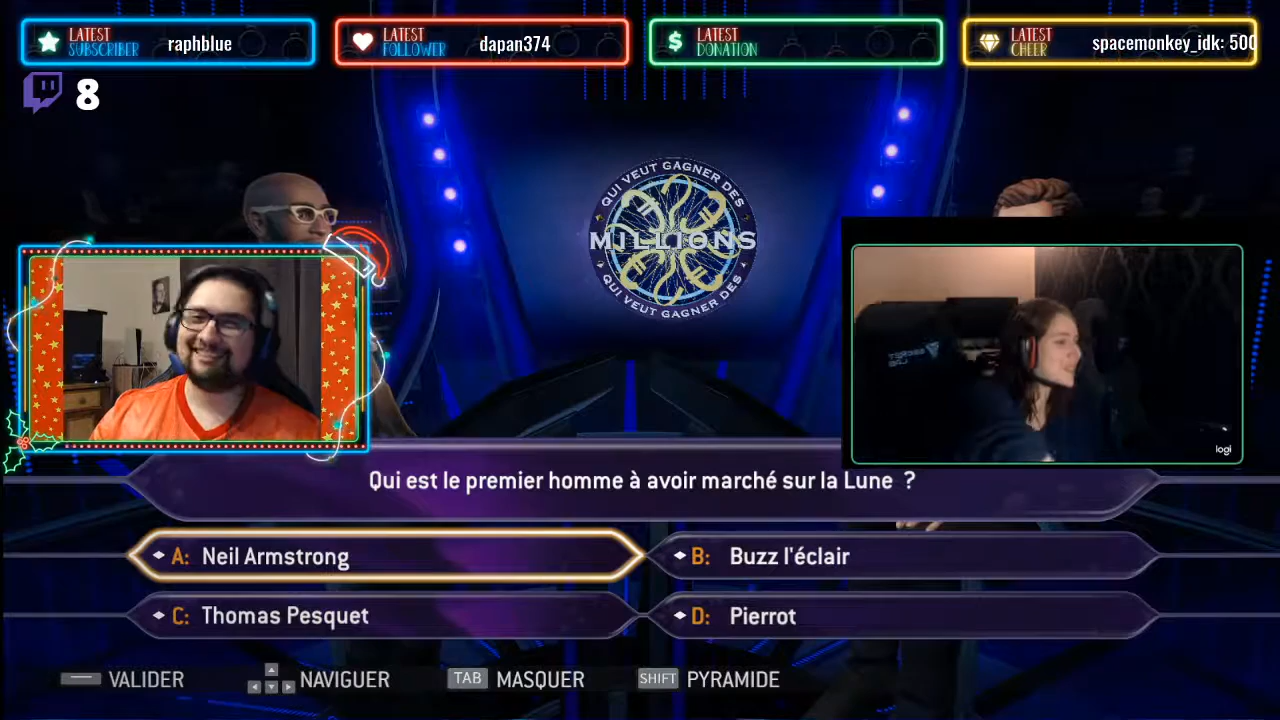 LATEST
SUBSCRIBER
raphblue
LATEST
FOLLOWER
dapan374
LATEST
DONATION
LATEST
CHEER
spacemonkey_idk: 500
8
QUI VEUT GAGNER DES
MILLIONS
QUI VEUT GAGNER DES
SECRET
LAB
logi
Qui est le premier homme à avoir marché sur la Lune ?
A: Neil Armstrong
B: Buzz l'éclair
C: Thomas Pesquet
D: Pierrot
VALIDER
NAVIGUER
TAB MASQUER
SHIFT PYRAMIDE